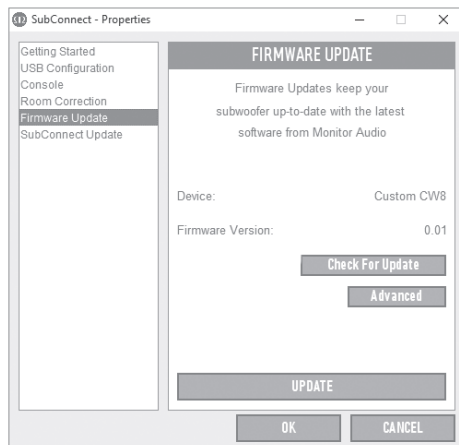 SubConnect - Properties
Getting Started
USB Configuration
Console
Room Correction
Firmware Update
SubConnect Update
FIRMWARE UPDATE
Firmware Updates keep your
subwoofer up-to-date with the latest
software from Monitor Audio
Device: Custom CW8
Firmware Version: 0.01
Check For Update
Advanced
UPDATE
OK CANCEL